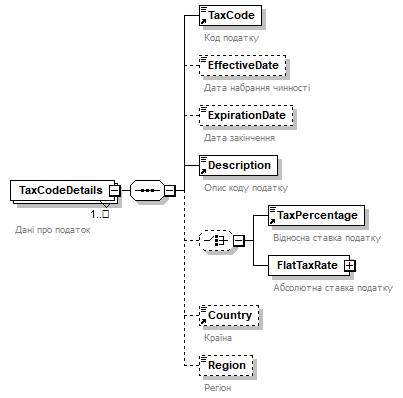 TaxCode
Код податку
EffectiveDate
Дата набрання чинності
ExpirationDate
Дата закінчення
TaxCodeDetails
1..
Дані про податок
Description
Опис коду податку
TaxPercentage
Відносна ставка податку
FlatTaxRate
Абсолютна ставка податку
Country
Країна
Region
Регіон